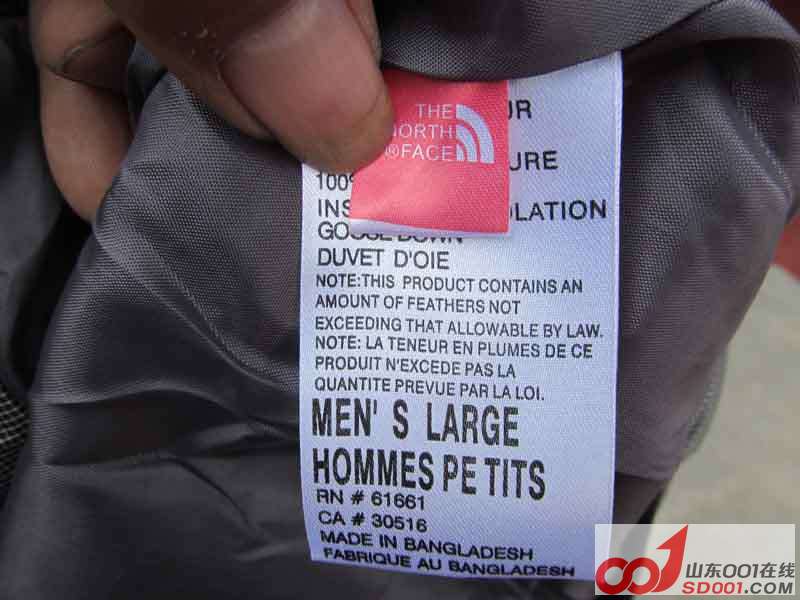 THE
NORTH
®FACE
UR
URE
100%
INS
LATION
GOOSE DOWN
DUVET D'OIE
NOTE:THIS PRODUCT CONTAINS AN
AMOUNT OF FEATHERS NOT
EXCEEDING THAT ALLOWABLE BY LAW.
NOTE: LA TENEUR EN PLUMES DE CE
PRODUIT N'EXCEDE PAS LA
QUANTITE PREVUE PAR LA LOI.
MEN' S LARGE
HOMMES PE TITS
RN # 61661
CA # 30516
MADE IN BANGLADESH
FABRIQUE AU BANGLADESH
山东001在线
SD001.COM